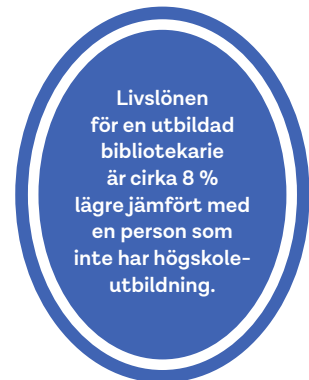 Livslönen
för en utbildad
bibliotekarie
är cirka 8 %
lägre jämfört med
en person som
inte har högskole-
utbildning.